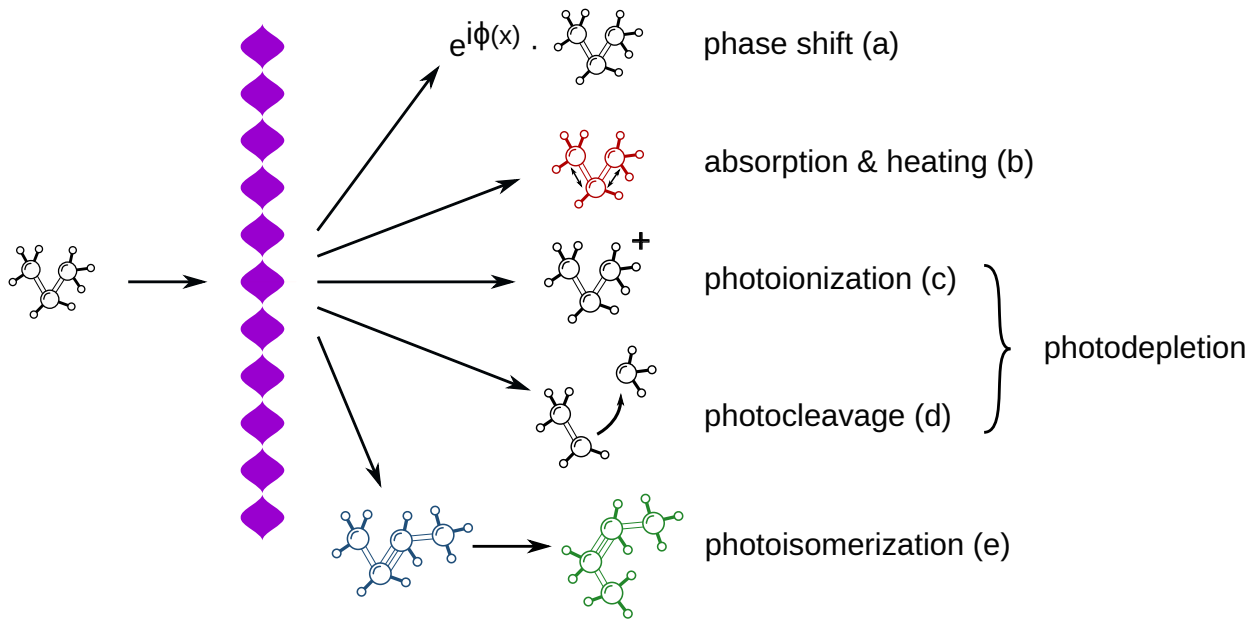 e^iϕ(x) · phase shift (a)
absorption & heating (b)
+ photoionization (c)
photodepletion
photocleavage (d)
photoisomerization (e)